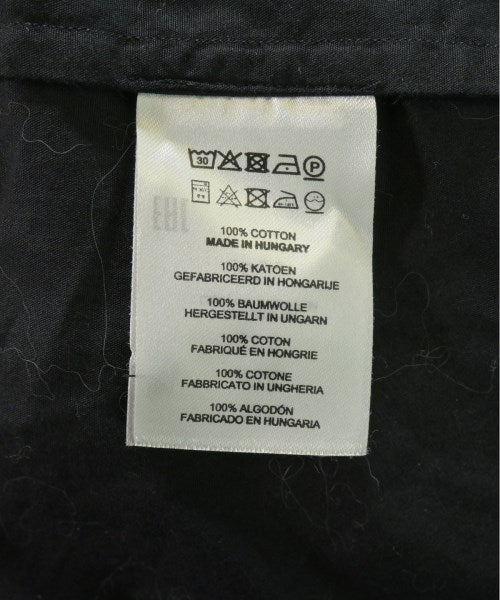 30 P
100% COTTON
MADE IN HUNGARY
100% KATOEN
GEFABRICEERD IN HONGARIJE
100% BAUMWOLLE
HERGESTELLT IN UNGARN
100% COTON
FABRIQUÉ EN HONGRIE
100% COTONE
FABBRICATO IN UNGHERIA
100% ALGODÓN
FABRICADO EN HUNGARIA